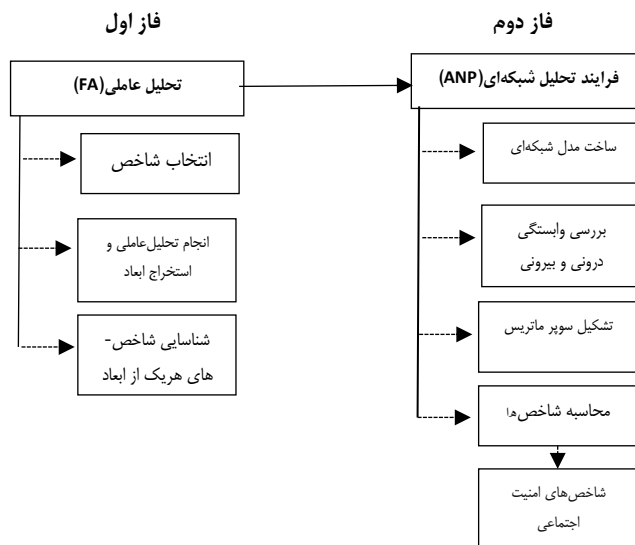 فاز اول
تحلیل عاملی(FA)
انتخاب شاخص
انجام تحلیل‌عاملی و
استخراج ابعاد
شناسایی شاخص-
های هریک از ابعاد
فاز دوم
فرایند تحلیل شبکه‌ای(ANP)
ساخت مدل شبکه‌ای
بررسی وابستگی
درونی و بیرونی
تشکیل سوپر ماتریس
محاسبه شاخص‌ها
شاخص‌های امنیت
اجتماعی